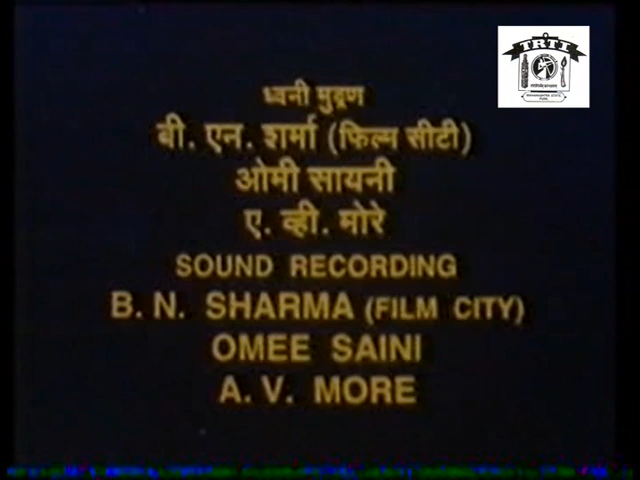 TRTI
ध्वनी मुद्रण
बी. एन. शर्मा (फिल्म सीटी)
ओमी सायनी
ए. व्ही. मोरे
SOUND RECORDING
B. N. SHARMA (FILM CITY)
OMEE SAINI
A. V. MORE